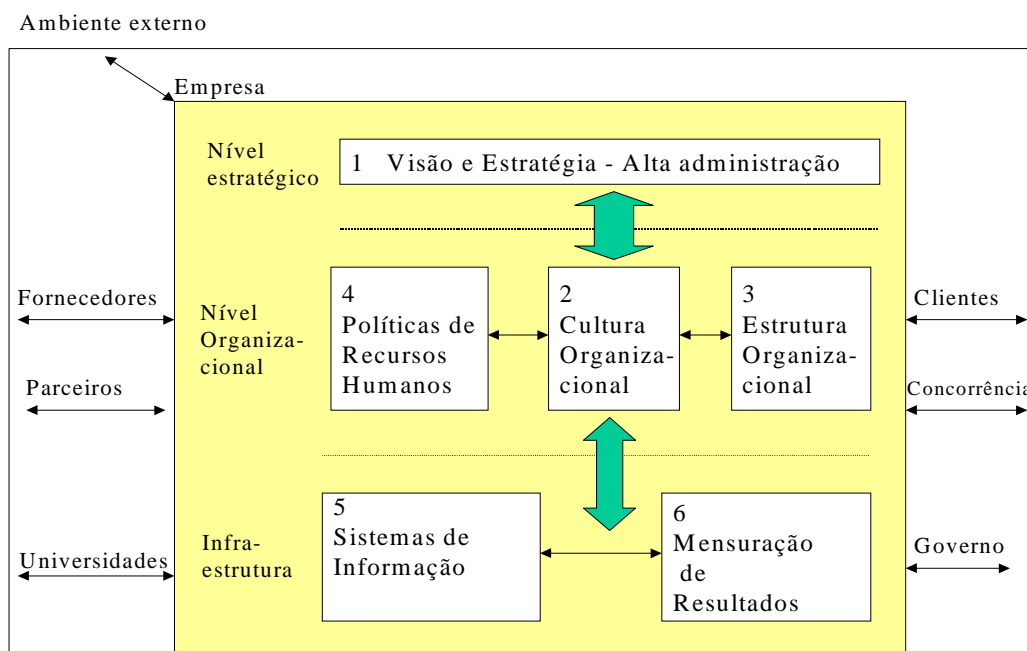 Ambiente externo
Empresa
Nível
estratégico
1 Visão e Estratégia - Alta administração
Fornecedores
Parceiros
Universidades
Nível
Organiza-
cional
4
Políticas de
Recursos
Humanos
2
Cultura
Organiza-
cional
3
Estrutura
Organiza-
cional
Clientes
Concorrência
Governo
Infra-
estrutura
5
Sistemas de
Informação
6
Mensuração
de
Resultados